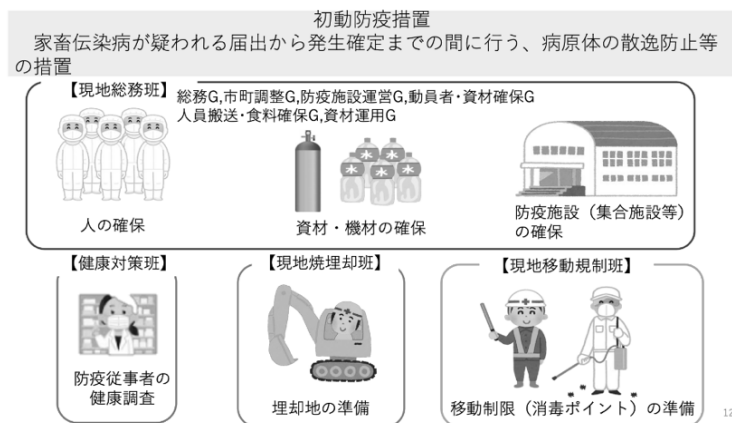 初動防疫措置
家畜伝染病が疑われる届出から発生確定までの間に行う、病原体の散逸防止等
の措置
【現地総務班】
総務G,市町調整G,防疫施設運営G,動員者・資材確保G
人員搬送・食料確保G,資材運用G
水
水
水
水
水
人の確保
資材・機材の確保
防疫施設（集合施設等）
の確保
【健康対策班】
【現地焼埋却班】
【現地移動規制班】
防疫従事者の
健康調査
埋却地の準備
移動制限（消毒ポイント）の準備
12